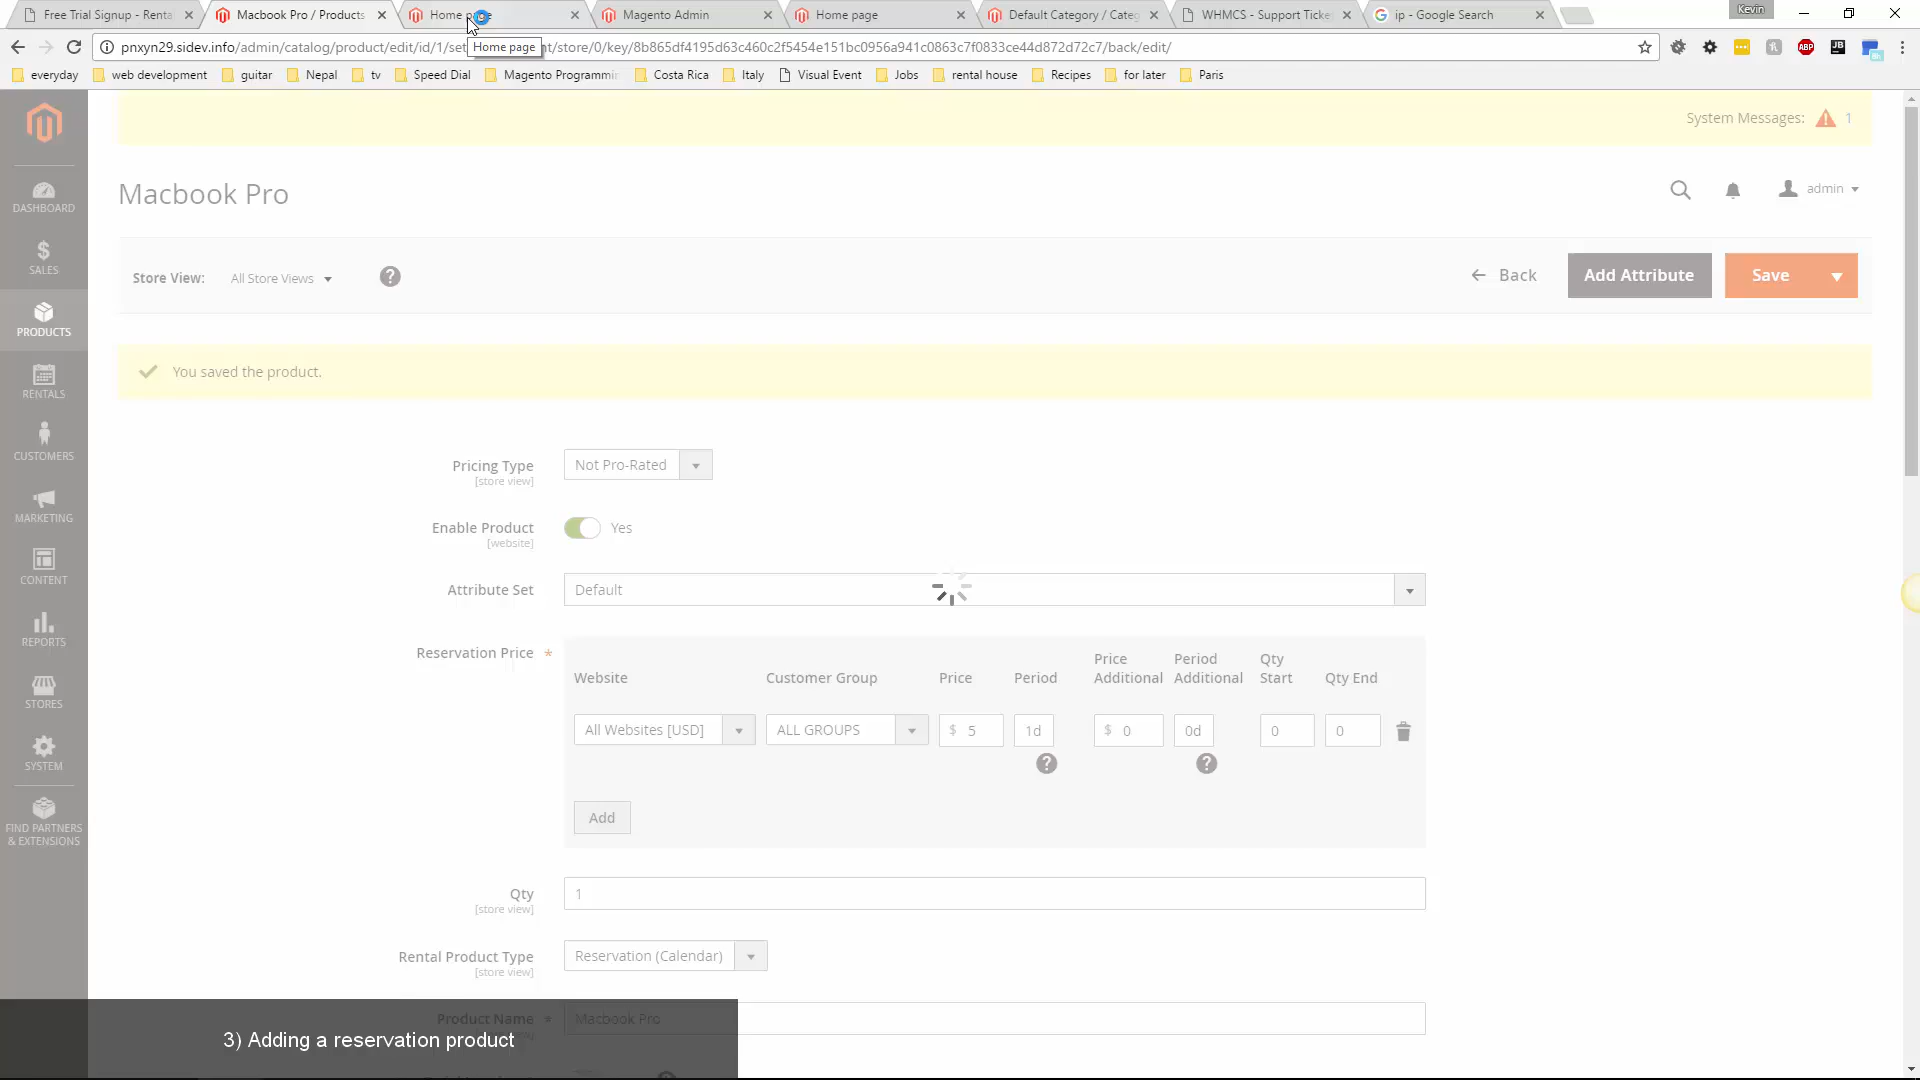 Free Trial Signup - Renta
Macbook Pro / Products
Home page
Magento Admin
Home page
Default Category / Categ
WHMCS - Support Ticke
ip - Google Search
Kevin
pnxyn29.sidev.info/admin/catalog/product/edit/id/1/set
nt/store/0/key/8b865df4195d63c460c2f5454e151bc0956a941c0863c7f0833ce44d872d72c7/back/edit/
Home page
everyday
web development
guitar
Nepal
tv
Speed Dial
Magento Programmin
Costa Rica
Italy
Visual Event
Jobs
rental house
Recipes
for later
Paris
System Messages: 1
Macbook Pro
admin
DASHBOARD
SALES
PRODUCTS
RENTALS
CUSTOMERS
MARKETING
CONTENT
REPORTS
STORES
SYSTEM
FIND PARTNERS
& EXTENSIONS
Store View: All Store Views ?
Back
Add Attribute
Save
You saved the product.
Pricing Type
[store view]
Not Pro-Rated
Enable Product
[website]
Yes
Attribute Set
Default
Reservation Price *
Website
Customer Group
Price
Period
Price
Additional
Period
Additional
Qty
Start
Qty End
All Websites [USD]
ALL GROUPS
$ 5
1d
?
$ 0
0d
?
0
0
Add
Qty
[store view]
1
Rental Product Type
[store view]
Reservation (Calendar)
Product Name *
Macbook Pro
3) Adding a reservation product